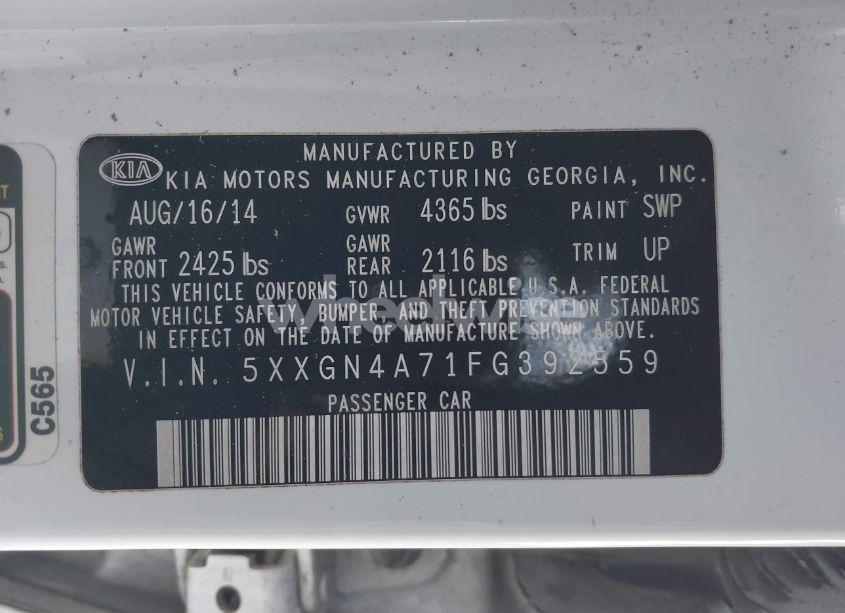 MANUFACTURED BY
KIA KIA MOTORS MANUFACTURING GEORGIA, INC.
AUG/16/14 GVWR 4365 lbs PAINT SWP
GAWR FRONT 2425 lbs GAWR REAR 2116 lbs TRIM UP
THIS VEHICLE CONFORMS TO ALL APPLICABLE U.S.A. FEDERAL
MOTOR VEHICLE SAFETY, BUMPER, AND THEFT PREVENTION STANDARDS
IN EFFECT ON THE DATE OF MANUFACTURE SHOWN ABOVE.
V.I.N. 5XXGN4A71FG392559
PASSENGER CAR
C565